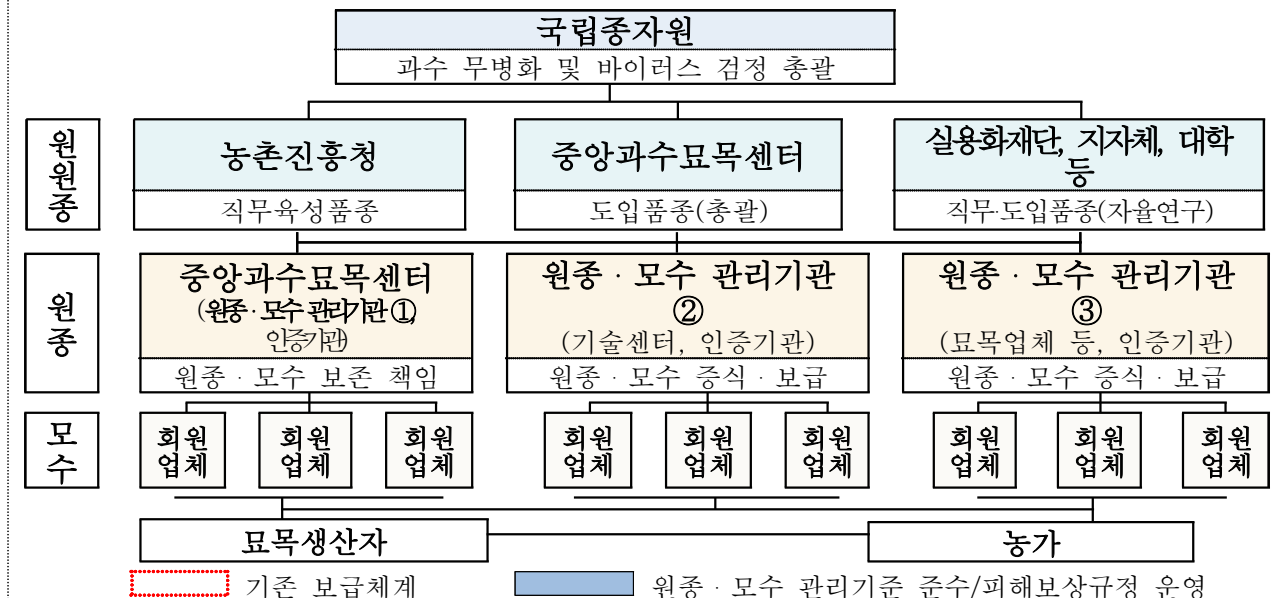 국립종자원
과수 무병화 및 바이러스 검정 총괄
원원종
농촌진흥청
직무육성품종
중앙과수묘목센터
도입품종(총괄)
실용화재단, 지자체, 대학
등
직무·도입품종(자율연구)
원종
중앙과수묘목센터
(원종·모수 관리기관 ①,
인증기관)
원종·모수 보존 책임
원종·모수 관리기관
②
(기술센터, 인증기관)
원종·모수 증식·보급
원종·모수 관리기관
③
(묘목업체 등, 인증기관)
원종·모수 증식·보급
모수
회원
업체
회원
업체
회원
업체
회원
업체
회원
업체
회원
업체
회원
업체
회원
업체
회원
업체
묘목생산자
농가
기존 보급체계
원종·모수 관리기준 준수/피해보상규정 운영